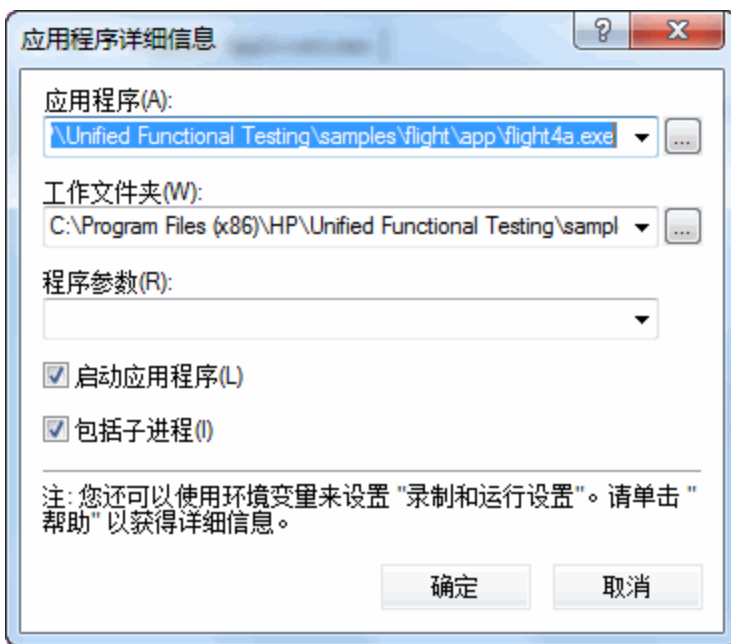 应用程序详细信息
应用程序(A):
'\Unified Functional Testing\samples\flight\app\flight4a.exe
...
工作文件夹(W):
C:\Program Files (x86)\HP\Unified Functional Testing\sampl
...
程序参数(R):
启动应用程序(L)
包括子进程(I)
注: 您还可以使用环境变量来设置 "录制和运行设置"。请单击 "
帮助" 以获得详细信息。
确定 取消